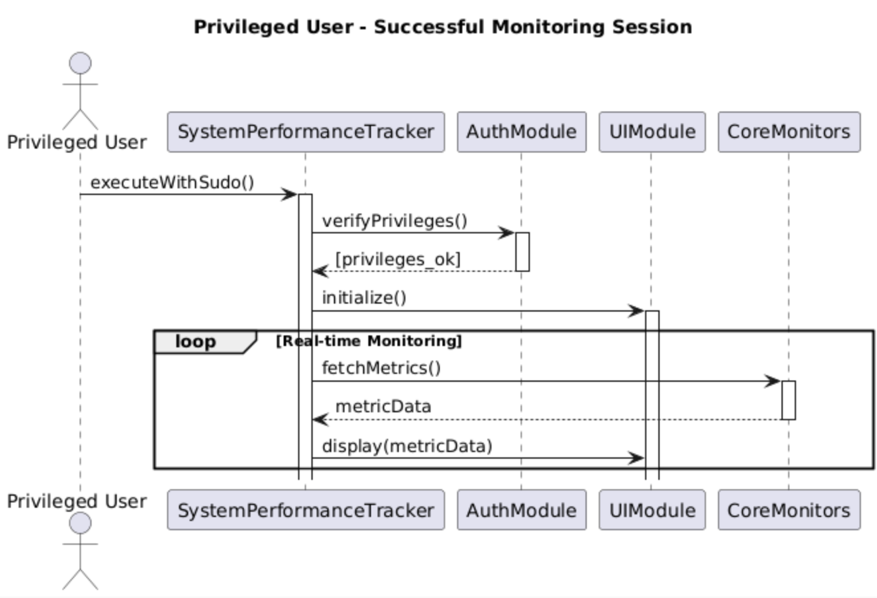 Privileged User - Successful Monitoring Session
Privileged User
SystemPerformanceTracker
AuthModule
UIModule
CoreMonitors
executeWithSudo()
verifyPrivileges()
[privileges_ok]
initialize()
loop
[Real-time Monitoring]
fetchMetrics()
metricData
display(metricData)
Privileged User
SystemPerformanceTracker
AuthModule
UIModule
CoreMonitors